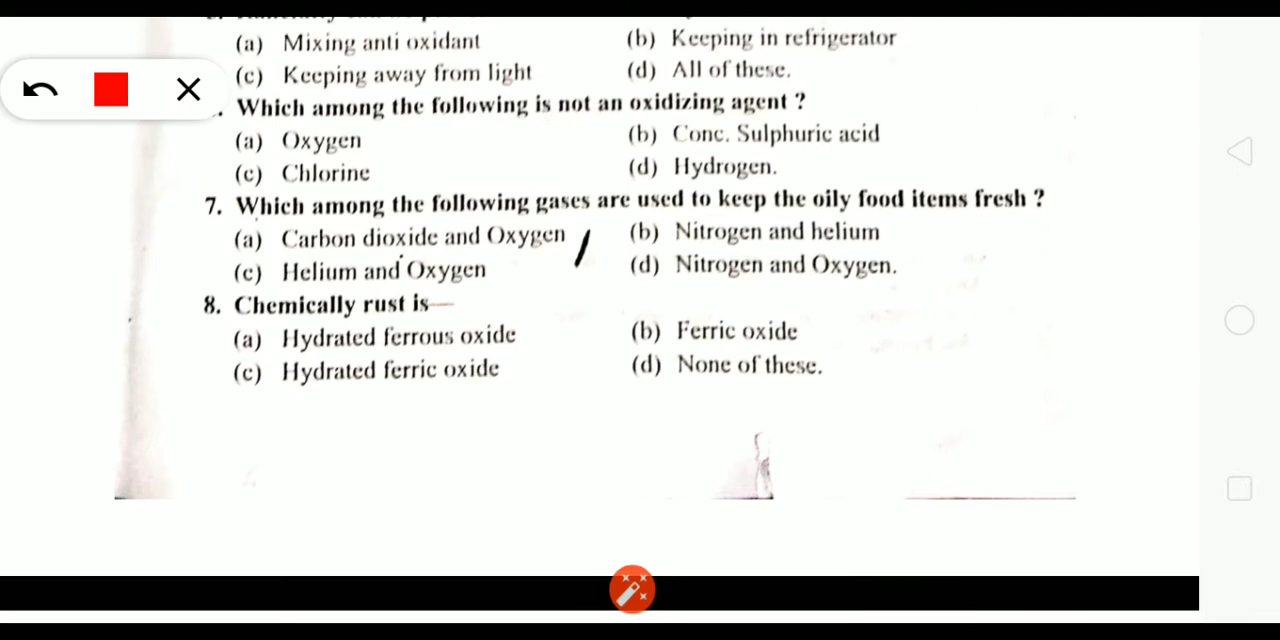 (a) Mixing anti oxidant (b) Keeping in refrigerator
(c) Keeping away from light (d) All of these.
. Which among the following is not an oxidizing agent ?
(a) Oxygen (b) Conc. Sulphuric acid
(c) Chlorine (d) Hydrogen.
7. Which among the following gases are used to keep the oily food items fresh ?
(a) Carbon dioxide and Oxygen (b) Nitrogen and helium
(c) Helium and Oxygen (d) Nitrogen and Oxygen.
8. Chemically rust is—
(a) Hydrated ferrous oxide (b) Ferric oxide
(c) Hydrated ferric oxide (d) None of these.